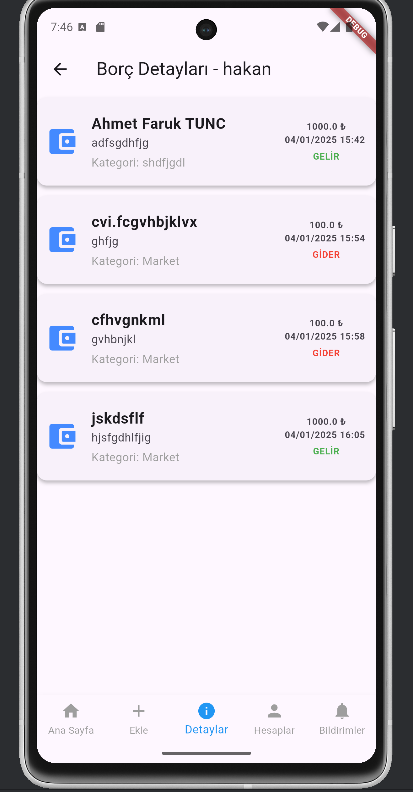 7:46 A
DEBUG
Borç Detayları - hakan
Ahmet Faruk TUNC
adfsgdhfjg
Kategori: shdfjgdl
1000.0 ₺
04/01/2025 15:42
GELİR
cvi.fcgvhbjklvx
ghfjg
Kategori: Market
100.0 ₺
04/01/2025 15:54
GİDER
cfhvgnkml
gvhbnjkl
Kategori: Market
100.0 ₺
04/01/2025 15:58
GİDER
jskdsflf
hjsfgdhlfjig
Kategori: Market
1000.0 ₺
04/01/2025 16:05
GELİR
Ana Sayfa
Ekle
Detaylar
Hesaplar
Bildirimler